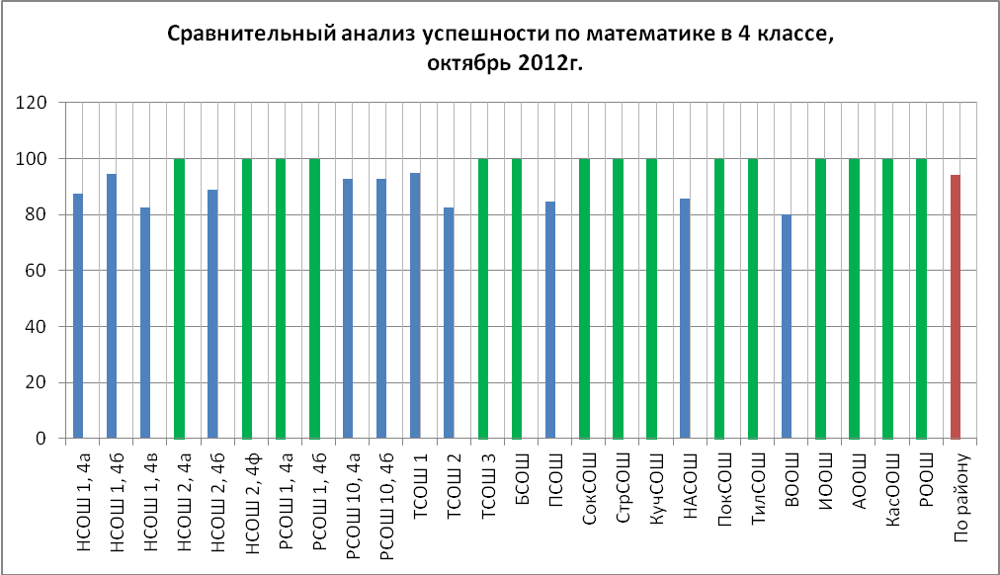 Сравнительный анализ успешности по математике в 4 классе,
октябрь 2012г.
120
100
80
60
40
20
0
НСОШ 1, 4а
НСОШ 1, 4б
НСОШ 1, 4в
НСОШ 2, 4а
НСОШ 2, 4б
НСОШ 2, 4ф
РСОШ 1, 4а
РСОШ 1, 4б
РСОШ 10, 4а
РСОШ 10, 4б
ТСОШ 1
ТСОШ 2
ТСОШ 3
БСОШ
ПСОШ
СокСОШ
СтрСОШ
КучСОШ
НАСОШ
ПокСОШ
ТилСОШ
ВООШ
ИООШ
АООШ
КасООШ
РООШ
По району